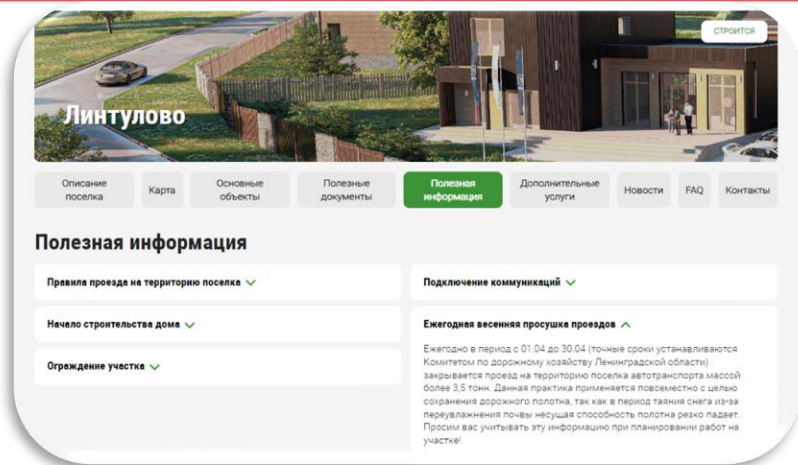 СТРОИТСЯ
Линтулово
Описание
поселка
Карта
Основные
объекты
Полезные
документы
Полезная
информация
Дополнительные
услуги
Новости
FAQ
Контакты
Полезная информация
Правила проезда на территорию поселка
Подключение коммуникаций
Начало строительства дома
Ограждение участка
Ежегодная весенняя просушка проездов
Ежегодно в период с 01.04 до 30.04 (точные сроки устанавливаются
Комитетом по дорожному хозяйству Ленинградской области)
закрывается проезд на территорию поселка автотранспорта массой
более 3,5 тонн. Данная практика применяется повсеместно с целью
сохранения дорожного полотна, так как в период таяния снега из-за
переувлажнения почвы несущая способность полотна резко падает.
Просим вас учитывать эту информацию при планировании работ на
участке!